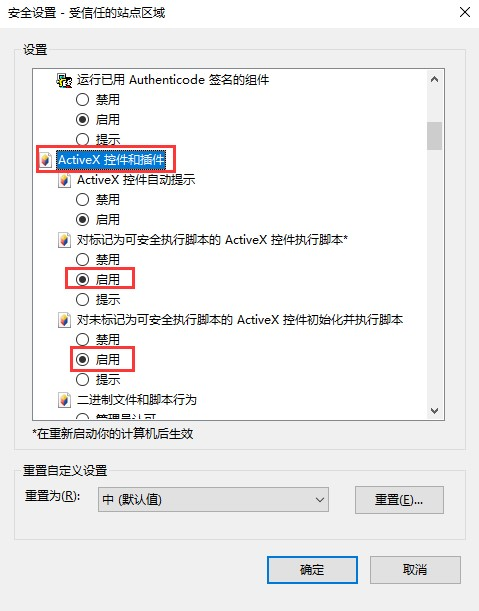 安全设置 - 受信任的站点区域
设置
运行已用 Authenticode 签名的组件
禁用
启用
提示
ActiveX 控件和插件
ActiveX 控件自动提示
禁用
启用
对标记为可安全执行脚本的 ActiveX 控件执行脚本*
禁用
启用
提示
对未标记为可安全执行脚本的 ActiveX 控件初始化并执行脚本
禁用
启用
提示
二进制文件和脚本行为
管理员认可
*在重新启动你的计算机后生效
重置自定义设置
重置为(R):
中 (默认值)
重置(E)...
确定
取消